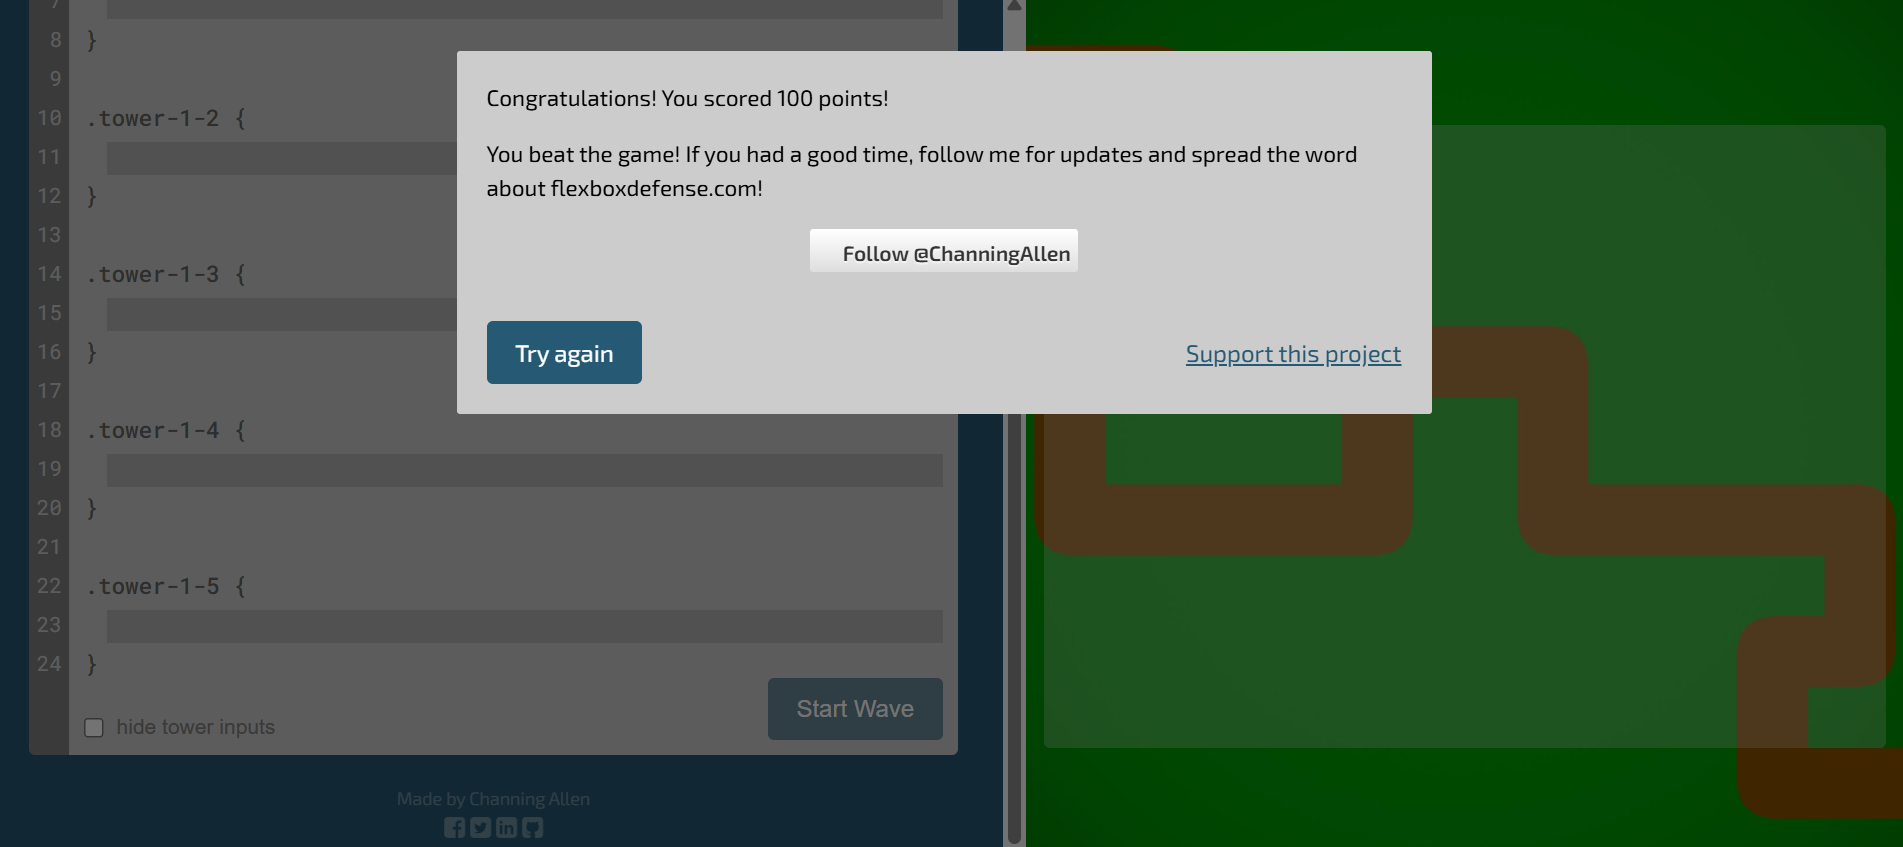 7
8 }
9
10 .tower-1-2 {
11
12 }
13
14 .tower-1-3 {
15
16 }
17
18 .tower-1-4 {
19
20 }
21
22 .tower-1-5 {
23
24 }
hide tower inputs
Start Wave
Made by Channing Allen
Congratulations! You scored 100 points!
You beat the game! If you had a good time, follow me for updates and spread the word
about flexboxdefense.com!
Follow @ChanningAllen
Try again
Support this project